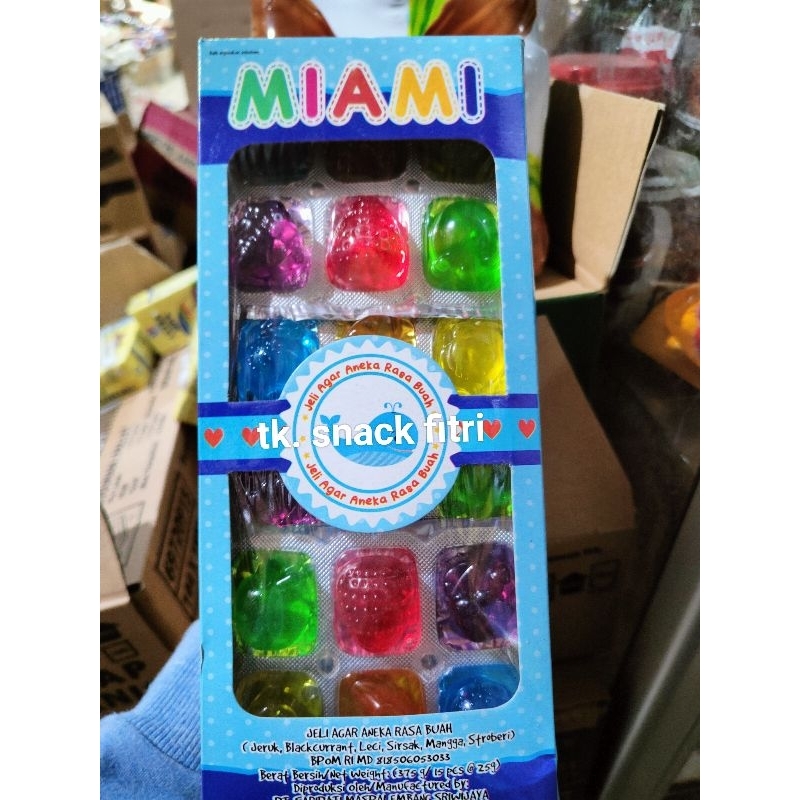 MIAMI
Jeli Agar Aneka Rasa Buah
tk. snack fitri
Jeli Agar Aneka Rasa Buah
JELI AGAR ANEKA RASA BUAH
( Jeruk, Blackcurrant, Leci, Sirsak, Mangga, Stroberi)
BPOM RI MD 818506053033
Berat Bersih/Net Weight: (375 g/ 15 pcs @ 25g)
Diproduksi oleh/Manufactured by: